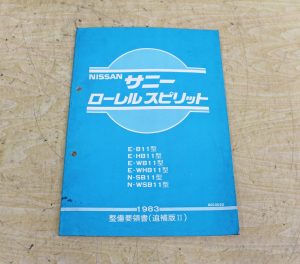 NISSAN サニー
ローレル スピリット
E-B11型
E-HB11型
E-WB11型
E-WHB11型
N-SB11型
N-WSB11型
1983
整備要領書(追補版II)